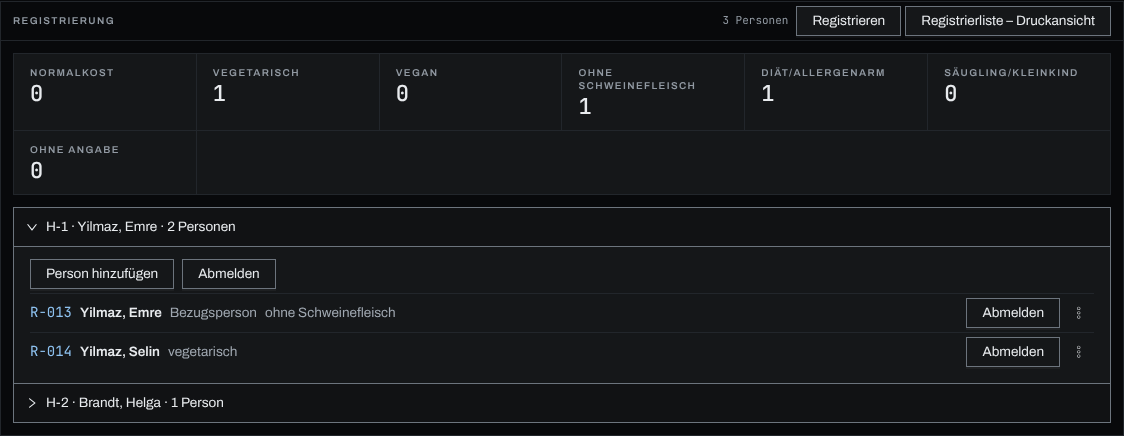 REGISTRIERUNG
3 Personen
Registrieren
Registrierliste – Druckansicht
NORMALKOST
0
VEGETARISCH
1
VEGAN
0
OHNE
SCHWEINEFLEISCH
1
DIÄT/ALLERGENARM
1
SÄUGLING/KLEINKIND
0
OHNE ANGABE
0
H-1 · Yilmaz, Emre · 2 Personen
Person hinzufügen
Abmelden
R-013 Yilmaz, Emre Bezugsperson ohne Schweinefleisch
Abmelden
R-014 Yilmaz, Selin vegetarisch
Abmelden
H-2 · Brandt, Helga · 1 Person